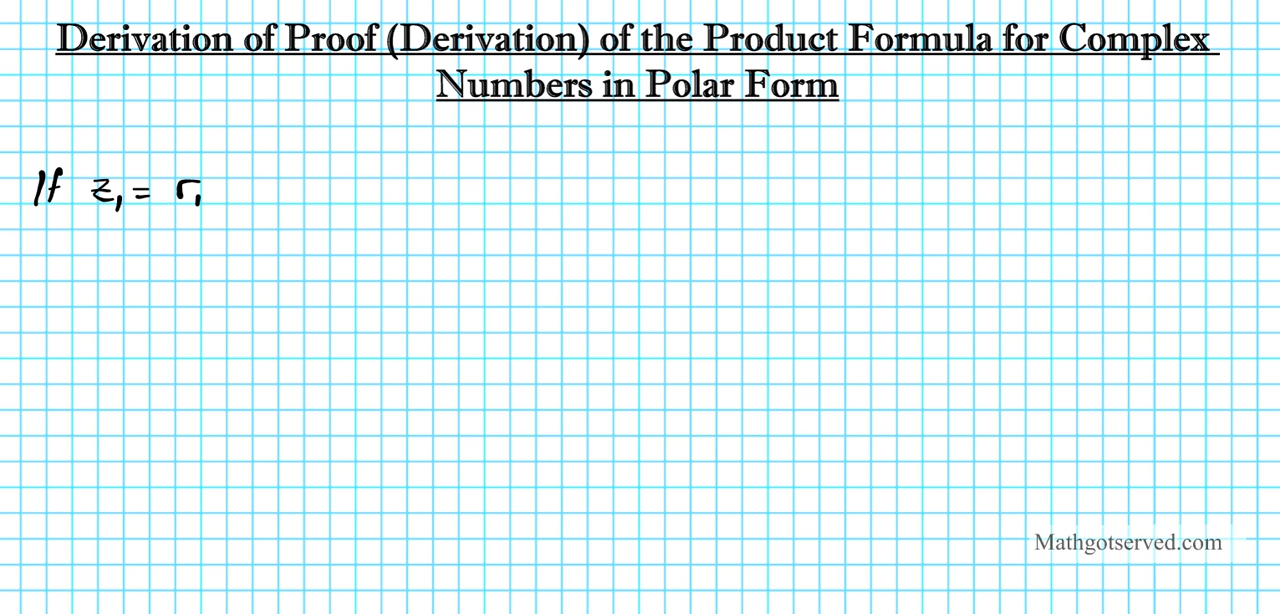 Derivation of Proof (Derivation) of the Product Formula for Complex
Numbers in Polar Form
If z₁ = r₁
Mathgotserved.com